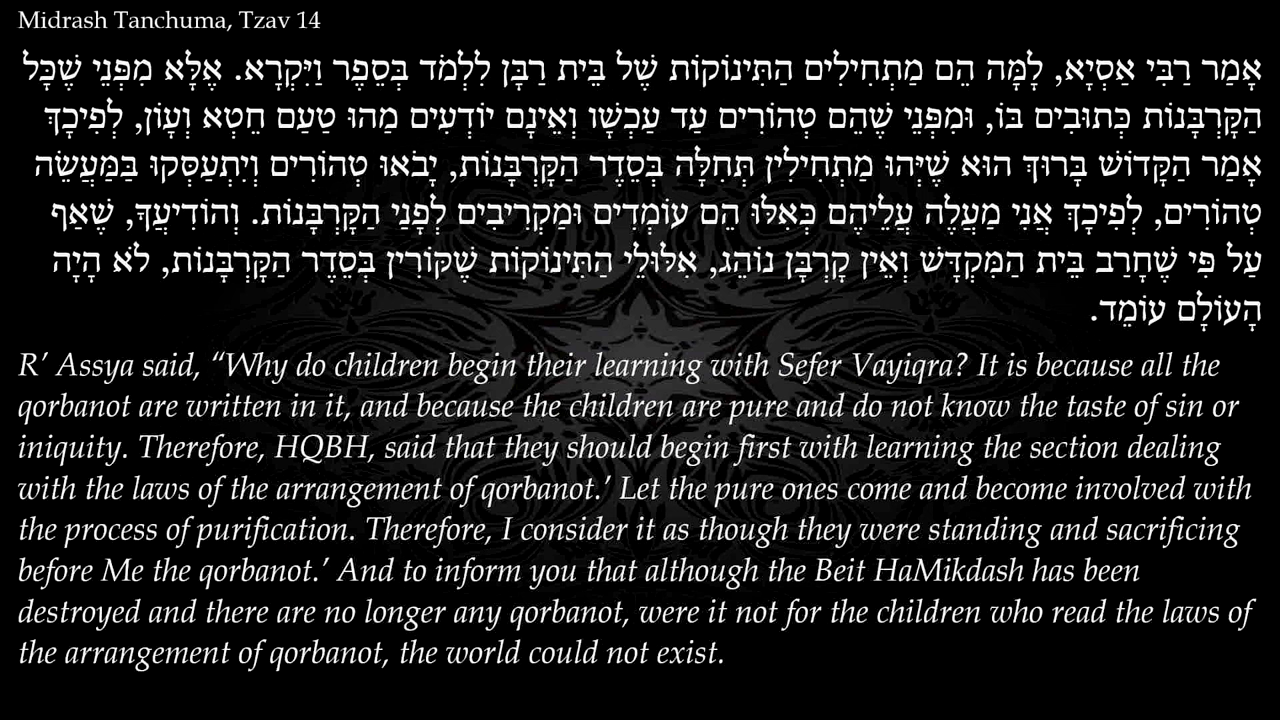 Midrash Tanchuma, Tzav 14
אָמַר רַבִּי אַסְיָא, לָמָּה הֵם מַתְחִילִים הַתִּינוֹקוֹת שֶׁל בֵּית רַבָּן לִלְמֹד בְּסֵפֶר וַיִּקְרָא. אֶלָּא מִפְּנֵי שֶׁכָּל
הַקָּרְבָּנוֹת כְּתוּבִים בּוֹ, וּמִפְּנֵי שֶׁהֵם טְהוֹרִים עַד עַכְשָׁו וְאֵינָם יוֹדְעִים מַהוּ טַעַם חֵטְא וְעָוֹן, לְפִיכָךְ
אָמַר הַקָּדוֹשׁ בָּרוּךְ הוּא שֶׁיְּהוּ מַתְחִילִין תְּחִלָּה בְּסֵדֶר הַקָּרְבָּנוֹת, יָבֹאוּ טְהוֹרִים וְיִתְעַסְּקוּ בַּמַּעֲשֵׂה
טְהוֹרִים, לְפִיכָךְ אֲנִי מַעֲלֶה עֲלֵיהֶם כְּאִלּוּ הֵם עוֹמְדִים וּמַקְרִיבִים לְפָנַי הַקָּרְבָּנוֹת. וְהוֹדִיעֲךָ, שֶׁאַף
עַל פִּי שֶׁחָרַב בֵּית הַמִּקְדָּשׁ וְאֵין קָרְבָּן נוֹהֵג, אִלּוּלֵי הַתִּינוֹקוֹת שֶׁקּוֹרִין בְּסֵדֶר הַקָּרְבָּנוֹת, לֹא הָיָה
הָעוֹלָם עוֹמֵד.
R’ Assya said, “Why do children begin their learning with Sefer Vayiqra? It is because all the
qorbanot are written in it, and because the children are pure and do not know the taste of sin or
iniquity. Therefore, HQBH, said that they should begin first with learning the section dealing
with the laws of the arrangement of qorbanot.’ Let the pure ones come and become involved with
the process of purification. Therefore, I consider it as though they were standing and sacrificing
before Me the qorbanot.’ And to inform you that although the Beit HaMikdash has been
destroyed and there are no longer any qorbanot, were it not for the children who read the laws of
the arrangement of qorbanot, the world could not exist.